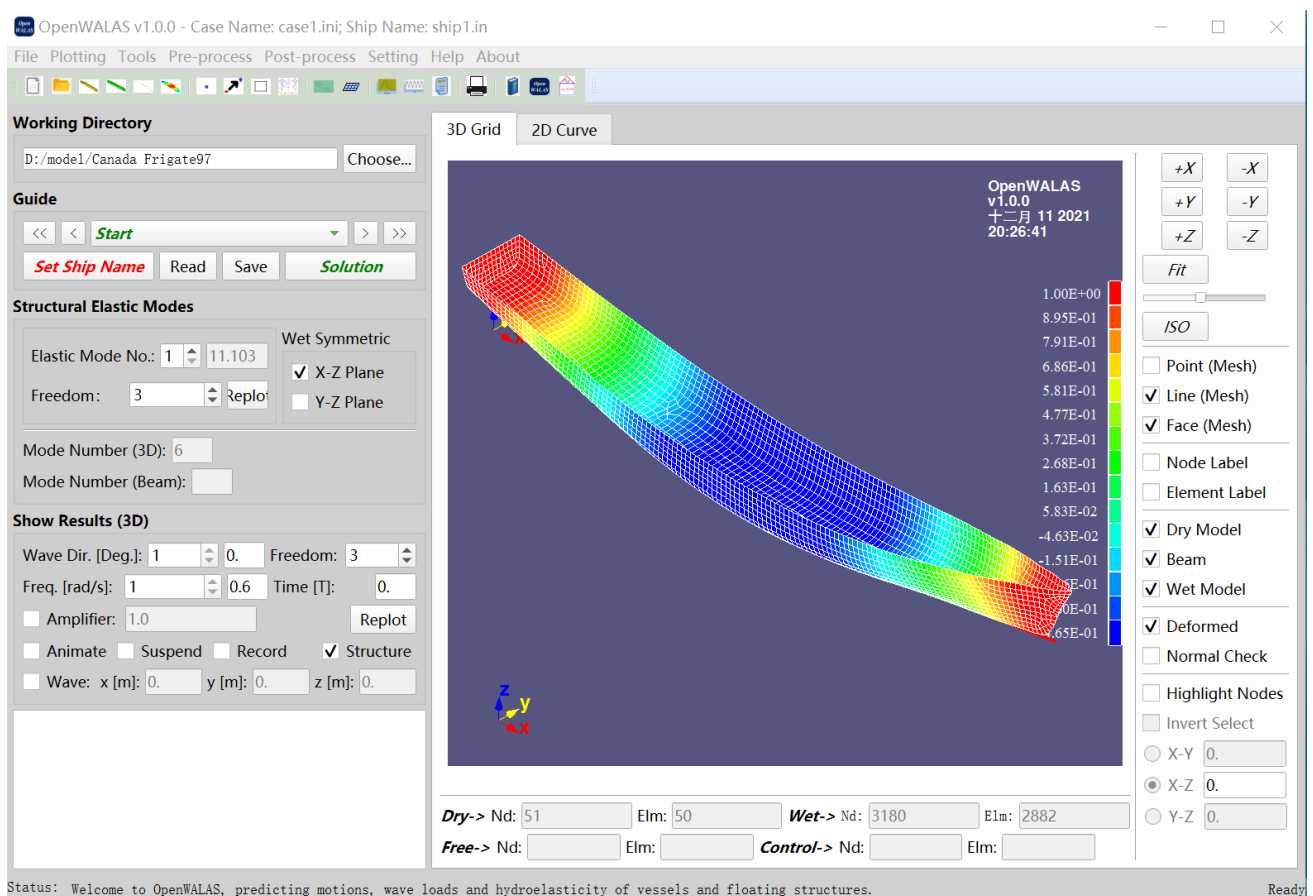 OpenWALAS v1.0.0 - Case Name: case1.ini; Ship Name: ship1.in
File Plotting Tools Pre-process Post-process Setting Help About
Working Directory
D:/model/Canada Frigate97 Choose...
Guide
<< < Start > >>
Set Ship Name Read Save Solution
Structural Elastic Modes
Elastic Mode No.: 1 11.103
Freedom: 3 Replot
Wet Symmetric
X-Z Plane
Y-Z Plane
Mode Number (3D): 6
Mode Number (Beam):
Show Results (3D)
Wave Dir. [Deg.]: 1 0. Freedom: 3
Freq. [rad/s]: 1 0.6 Time [T]: 0.
Amplifier: 1.0 Replot
Animate Suspend Record Structure
Wave: x [m]: 0. y [m]: 0. z [m]: 0.
3D Grid 2D Curve
OpenWALAS
v1.0.0
十二月 11 2021
20:26:41
1.00E+00
8.95E-01
7.91E-01
6.86E-01
5.81E-01
4.77E-01
3.72E-01
2.68E-01
1.63E-01
5.83E-02
-4.63E-02
-1.51E-01
E-01
0E-01
.65E-01
z
y
x
+X -X
+Y -Y
+Z -Z
Fit
ISO
Point (Mesh)
Line (Mesh)
Face (Mesh)
Node Label
Element Label
Dry Model
Beam
Wet Model
Deformed
Normal Check
Highlight Nodes
Invert Select
X-Y 0.
X-Z 0.
Y-Z 0.
Dry-> Nd: 51 Elm: 50 Wet-> Nd: 3180 Elm: 2882
Free-> Nd: Elm: Control-> Nd: Elm:
Status: Welcome to OpenWALAS, predicting motions, wave loads and hydroelasticity of vessels and floating structures. Ready